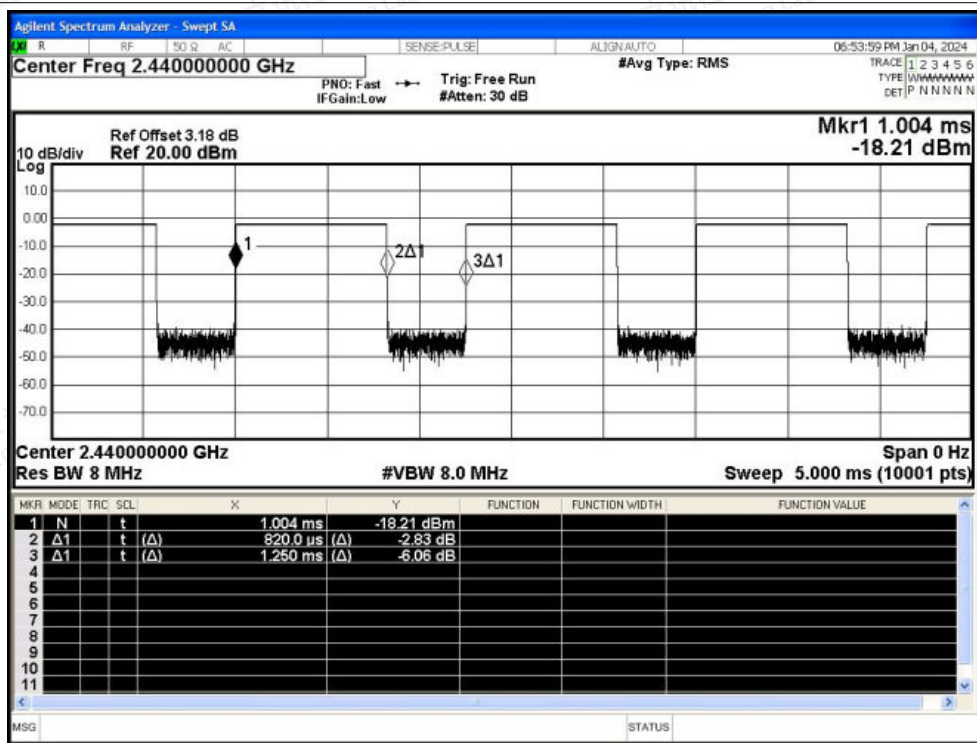 Agilent Spectrum Analyzer - Swept SA
LXI R RF 50 Ω AC SENSE:PULSE ALIGN AUTO 06:53:59 PM Jan 04, 2024
Center Freq 2.440000000 GHz #Avg Type: RMS TRACE 1 2 3 4 5 6
PNO: Fast Trig: Free Run TYPE WWWWWW
IFGain:Low #Atten: 30 dB DET P N N N N N
Mkr1 1.004 ms
Ref Offset 3.18 dB
10 dB/div Ref 20.00 dBm -18.21 dBm
Log
10.0
0.00
-10.0
1
2Δ1
3Δ1
-20.0
-30.0
-40.0
-50.0
-60.0
-70.0
Center 2.440000000 GHz Span 0 Hz
Res BW 8 MHz #VBW 8.0 MHz Sweep 5.000 ms (10001 pts)
MKR MODE TRC SCL X Y FUNCTION FUNCTION WIDTH FUNCTION VALUE
1 N t 1.004 ms -18.21 dBm
2 Δ1 t (Δ) 820.0 µs (Δ) -2.83 dB
3 Δ1 t (Δ) 1.250 ms (Δ) -6.06 dB
4
5
6
7
8
9
10
11
MSG STATUS